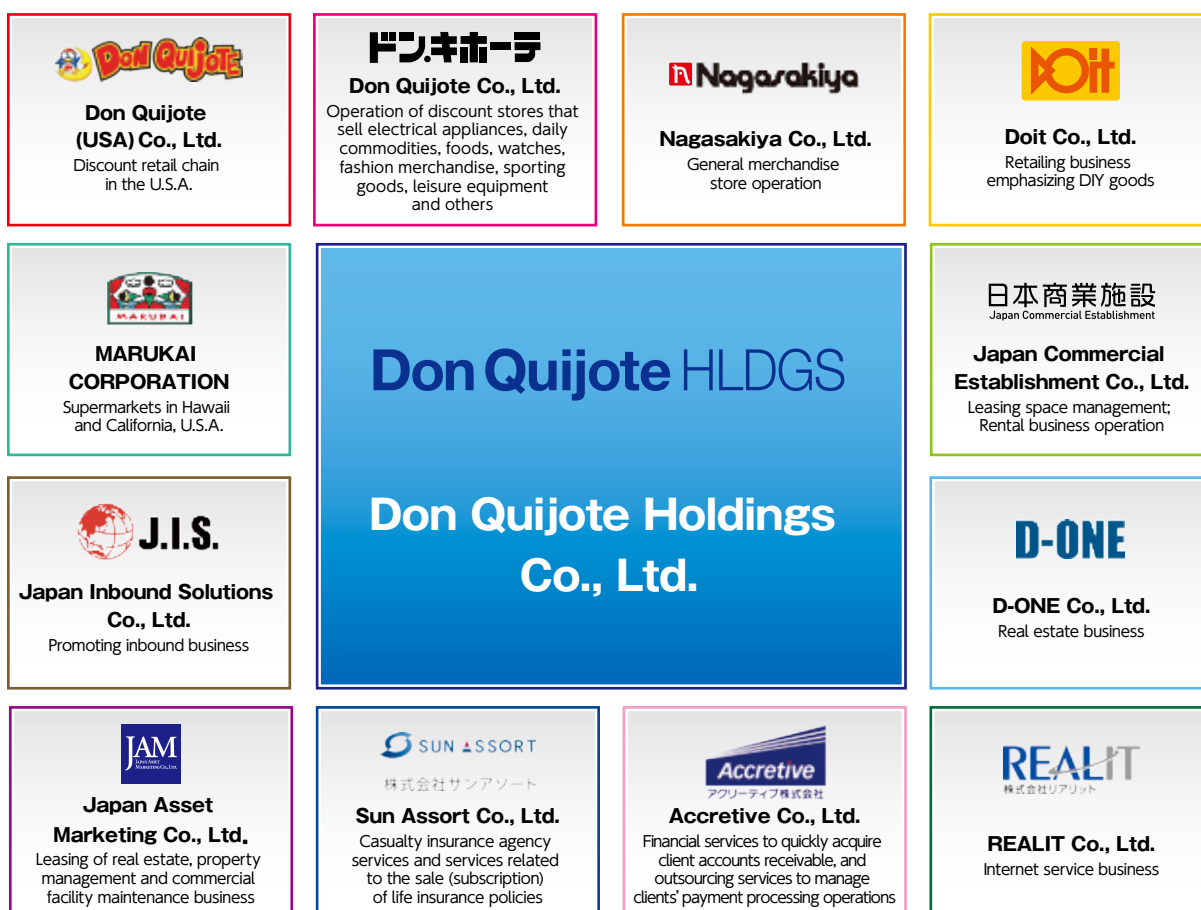 Don Quijote
Don Quijote
(USA) Co., Ltd.
Discount retail chain
in the U.S.A.
ドン.キホーテ
Don Quijote Co., Ltd.
Operation of discount stores that
sell electrical appliances, daily
commodities, foods, watches,
fashion merchandise, sporting
goods, leisure equipment
and others
Nagasakiya
Nagasakiya Co., Ltd.
General merchandise
store operation
DOit
Doit Co., Ltd.
Retailing business
emphasizing DIY goods
MARUKAI
MARUKAI
CORPORATION
Supermarkets in Hawaii
and California, U.S.A.
Don Quijote HLDGS
Don Quijote Holdings
Co., Ltd.
日本商業施設
Japan Commercial Establishment
Japan Commercial
Establishment Co., Ltd.
Leasing space management;
Rental business operation
J.I.S.
Japan Inbound Solutions
Co., Ltd.
Promoting inbound business
D-ONE
D-ONE Co., Ltd.
Real estate business
JAM
JAPAN ASSET
MARKETING CO., LTD.
Japan Asset
Marketing Co., Ltd.
Leasing of real estate, property
management and commercial
facility maintenance business
SUN ASSORT
株式会社サンアソート
Sun Assort Co., Ltd.
Casualty insurance agency
services and services related
to the sale (subscription)
of life insurance policies
Accretive
アクリーティブ株式会社
Accretive Co., Ltd.
Financial services to quickly acquire
client accounts receivable, and
outsourcing services to manage
clients' payment processing operations
REALIT
株式会社リアリット
REALIT Co., Ltd.
Internet service business